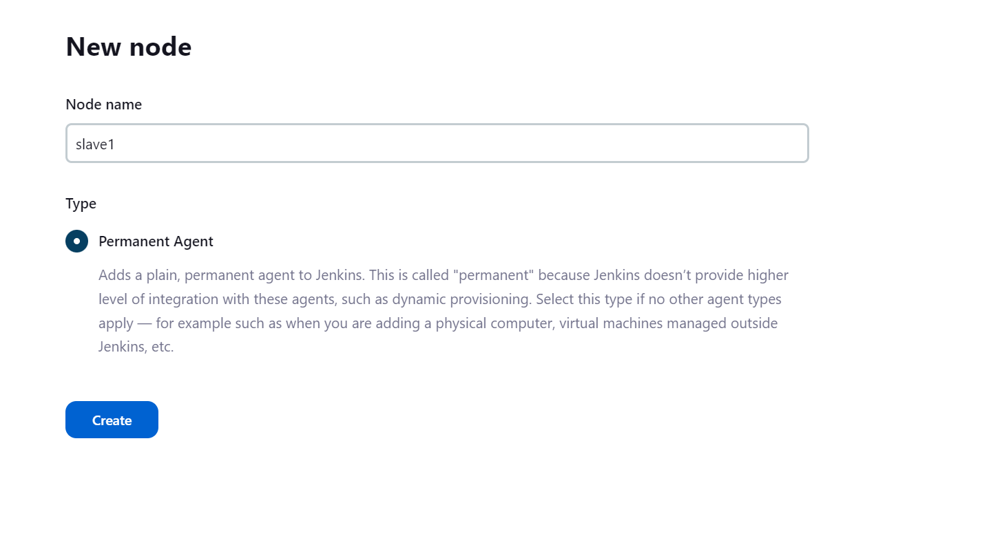 New node
Node name
slave1
Type
Permanent Agent
Adds a plain, permanent agent to Jenkins. This is called "permanent" because Jenkins doesn’t provide higher
level of integration with these agents, such as dynamic provisioning. Select this type if no other agent types
apply — for example such as when you are adding a physical computer, virtual machines managed outside
Jenkins, etc.
Create